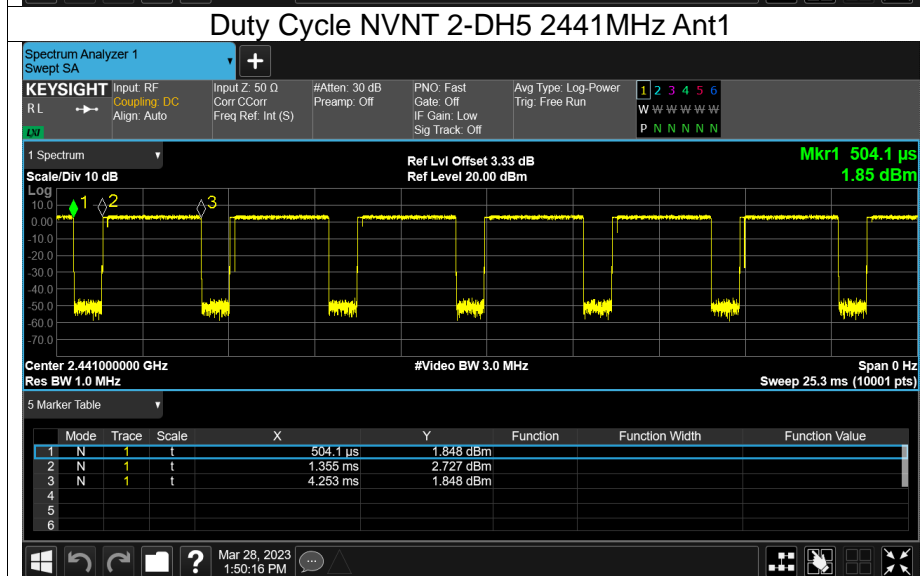 Duty Cycle NVNT 2-DH5 2441MHz Ant1
Spectrum Analyzer 1
Swept SA
+
KEYSIGHT Input: RF Input Z: 50 Ω #Atten: 30 dB PNO: Fast Avg Type: Log-Power 1 2 3 4 5 6
RL Coupling: DC Corr CCorr Preamp: Off Gate: Off Trig: Free Run W W W W W W
Align: Auto Freq Ref: Int (S) IF Gain: Low
LXI Sig Track: Off P N N N N N
1 Spectrum Ref Lvl Offset 3.33 dB Mkr1 504.1 µs
Scale/Div 10 dB Ref Level 20.00 dBm 1.85 dBm
Log
1 2 3
10.0
0.00
-10.0
-20.0
-30.0
-40.0
-50.0
-60.0
-70.0
Center 2.441000000 GHz #Video BW 3.0 MHz Span 0 Hz
Res BW 1.0 MHz Sweep 25.3 ms (10001 pts)
5 Marker Table
Mode Trace Scale X Y Function Function Width Function Value
1 N 1 t 504.1 µs 1.848 dBm
2 N 1 t 1.355 ms 2.727 dBm
3 N 1 t 4.253 ms 1.848 dBm
4
5
6
? Mar 28, 2023
1:50:16 PM